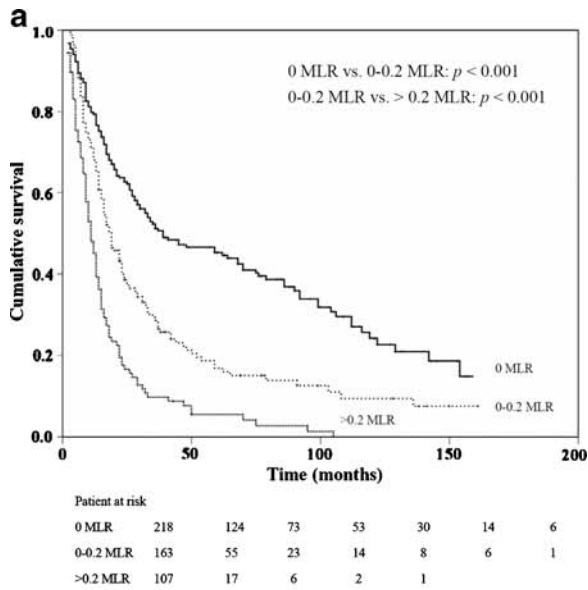 a
1.0
0 MLR vs. 0-0.2 MLR: p < 0.001
0-0.2 MLR vs. > 0.2 MLR: p < 0.001
0.8
0.6
Cumulative survival
0.4
0.2
0 MLR
0-0.2 MLR
>0.2 MLR
0.0
0 50 100 150 200
Time (months)
Patient at risk
0 MLR 218 124 73 53 30 14 6
0-0.2 MLR 163 55 23 14 8 6 1
>0.2 MLR 107 17 6 2 1